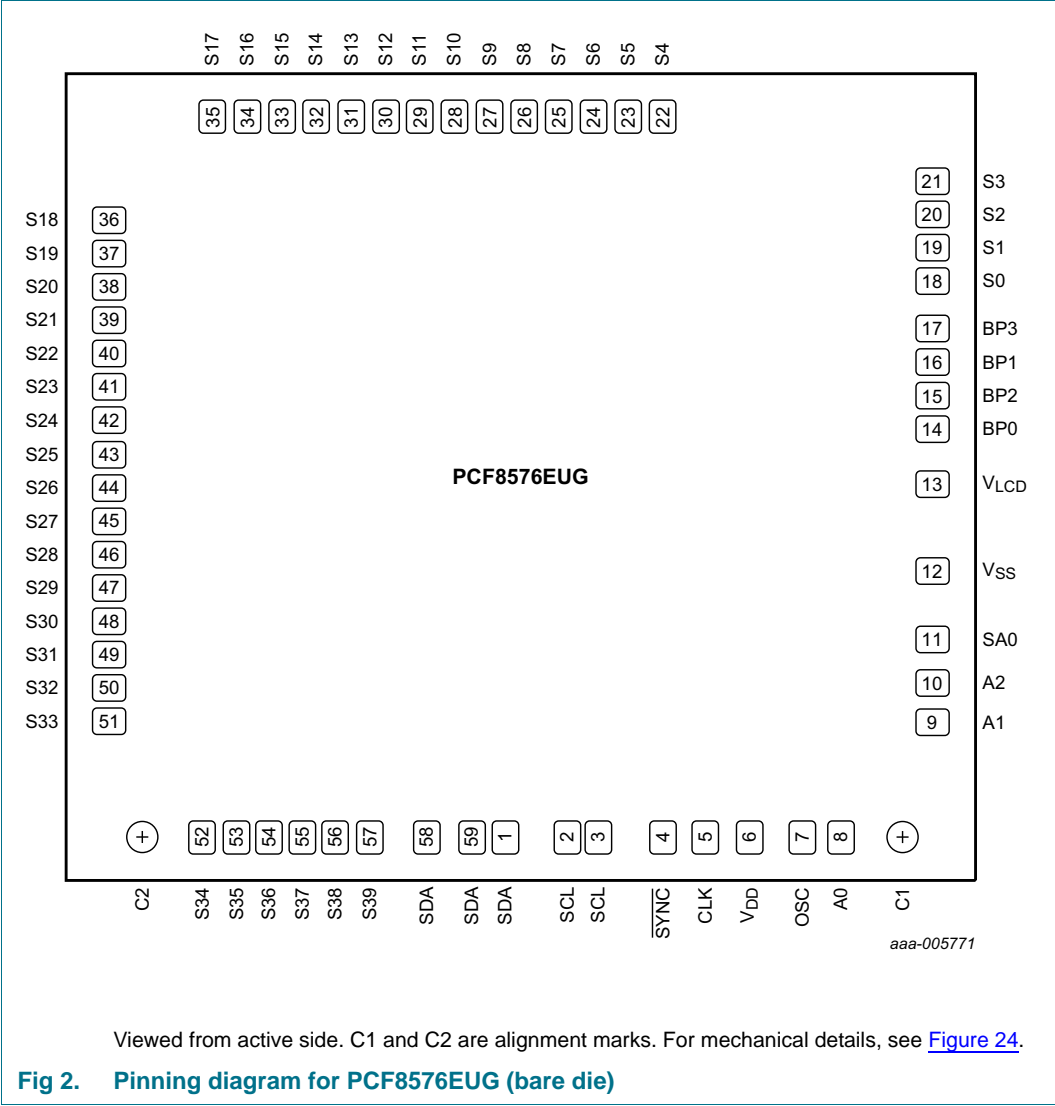 S17 S16 S15 S14 S13 S12 S11 S10 S9 S8 S7 S6 S5 S4
35 34 33 32 31 30 29 28 27 26 25 24 23 22
21 S3
S18 36 20 S2
S19 37 19 S1
S20 38 18 S0
S21 39 17 BP3
S22 40 16 BP1
S23 41 15 BP2
S24 42 14 BP0
S25 43
S26 44 PCF8576EUG 13 VLCD
S27 45
S28 46
S29 47 12 VSS
S30 48
S31 49 11 SA0
S32 50 10 A2
S33 51 9 A1
52 53 54 55 56 57 58 59 1 2 3 4 5 6 7 8
C2 S34 S35 S36 S37 S38 S39 SDA SDA SDA SCL SCL SYNC CLK VDD OSC A0 C1
aaa-005771
Viewed from active side. C1 and C2 are alignment marks. For mechanical details, see Figure 24.
Fig 2. Pinning diagram for PCF8576EUG (bare die)